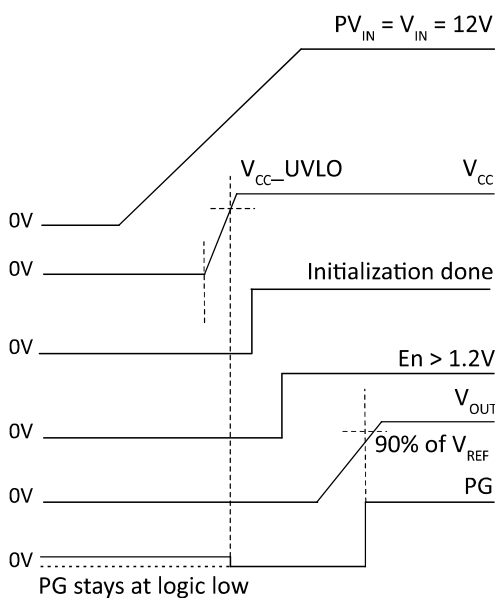 PV_IN = V_IN = 12V
V_CC_UVLO
V_CC
0V
0V
Initialization done
0V
En > 1.2V
V_OUT
0V
90% of V_REF
PG
0V
0V
PG stays at logic low